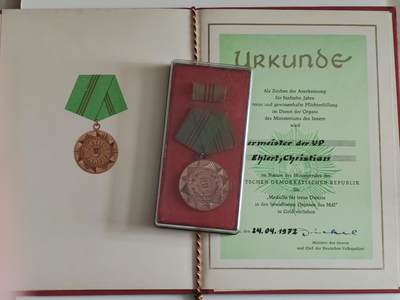 URKUNDE
Als Zeichen der Anerkennung
für fünfzehn Jahre
treue und gewissenhafte Pflichterfüllung
im Dienst der Organe
des Ministeriums des Innern
wird
ermeister der VP
Ehlert, Christian
im Namen des Ministerrates der
TSCHEN DEMOKRATISCHEN REPUBLIK
die
"Medaille für treue Dienste
in den bewaffneten Organen des MdI"
in Gold verliehen
den 24.04.1972
Minister des Innern
und Chef der Deutschen Volkspolizei